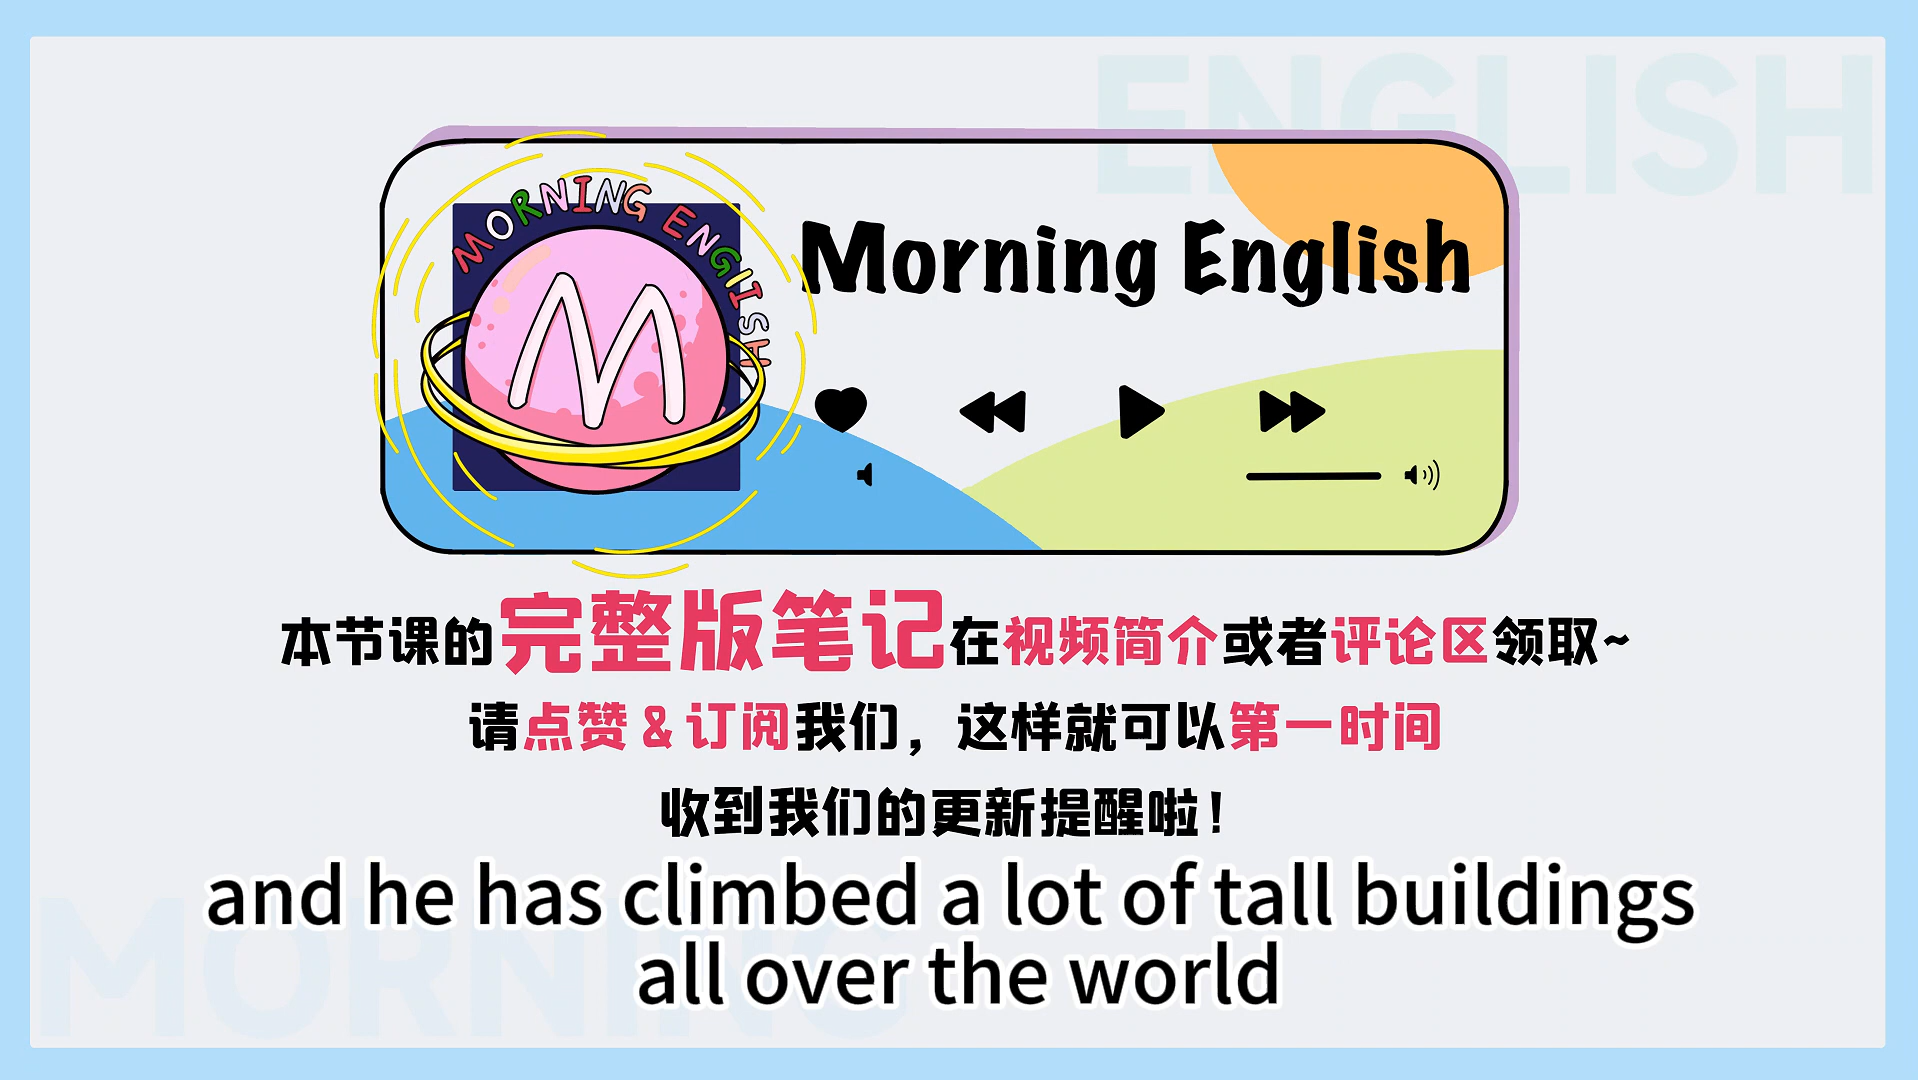 ENGLISH
MORNING ENGLISH
M
Morning English
本节课的完整版笔记在视频简介或者评论区领取~
请点赞&订阅我们，这样就可以第一时间
收到我们的更新提醒啦！
and he has climbed a lot of tall buildings
all over the world
MORNING